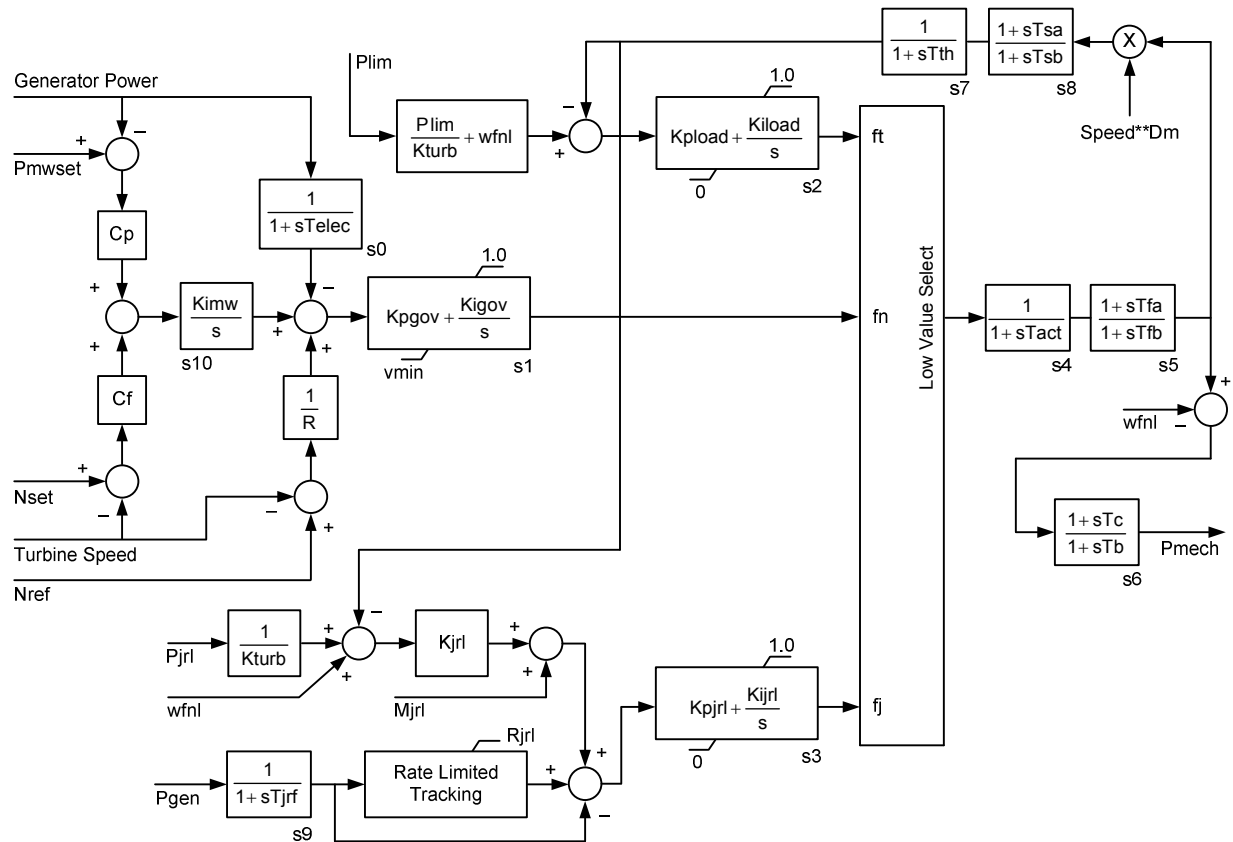 Plim
Generator Power
Pmwset
+
−
Cp
+
+
Cf
+
−
Nset
Turbine Speed
Nref
Kimw
s
s10
1
1 + sTelec
s0
−
+
+
1
R
−
+
Plim
Kturb
+ wfnl
−
+
1.0
Kpload + Kiload
s
0
s2
1.0
Kpgov + Kigov
s
vmin
s1
ft
fn
fj
Low Value Select
1
1 + sTth
s7
1 + sTsa
1 + sTsb
s8
X
Speed**Dm
1
1 + sTact
s4
1 + sTfa
1 + sTfb
s5
+
wfnl
−
1 + sTc
1 + sTb
s6
Pmech
Pjrl
1
Kturb
wfnl
−
+
+
Kjrl
+
+
Mjrl
Pgen
1
1 + sTjrf
s9
Rate Limited
Tracking
Rjrl
+
+
−
1.0
Kpjrl + Kijrl
s
0
s3